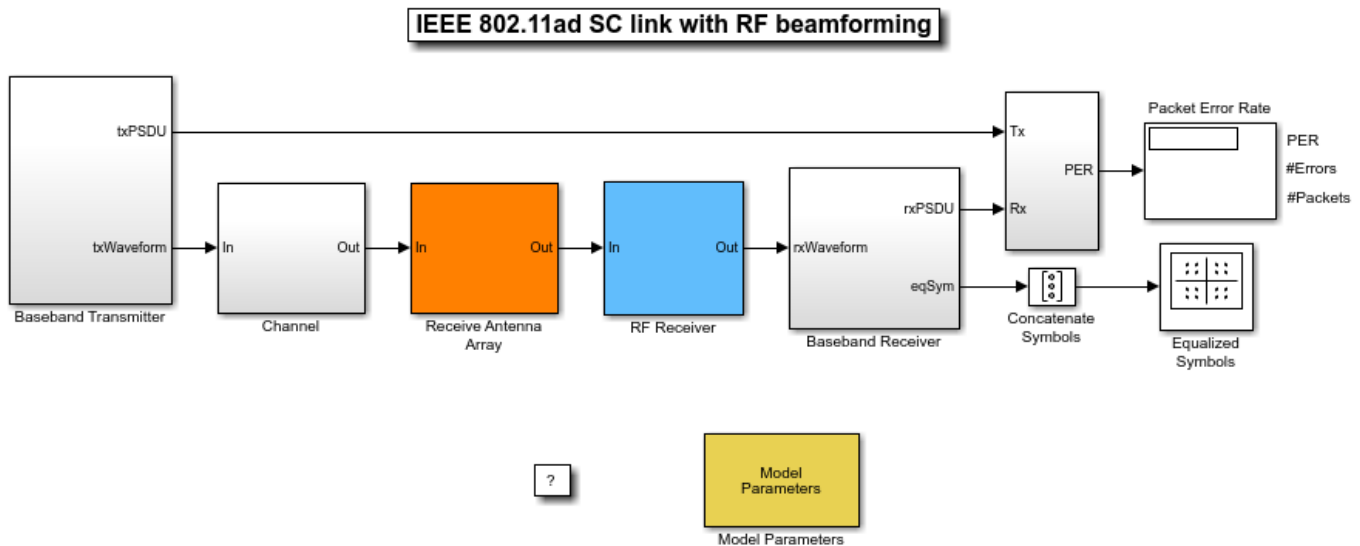 IEEE 802.11ad SC link with RF beamforming
txPSDU
txWaveform
Baseband Transmitter
In
Out
Channel
In
Out
Receive Antenna
Array
In
Out
RF Receiver
rxWaveform
rxPSDU
eqSym
Baseband Receiver
Tx
Rx
PER
Packet Error Rate
PER
#Errors
#Packets
Concatenate
Symbols
Equalized
Symbols
?
Model
Parameters
Model Parameters